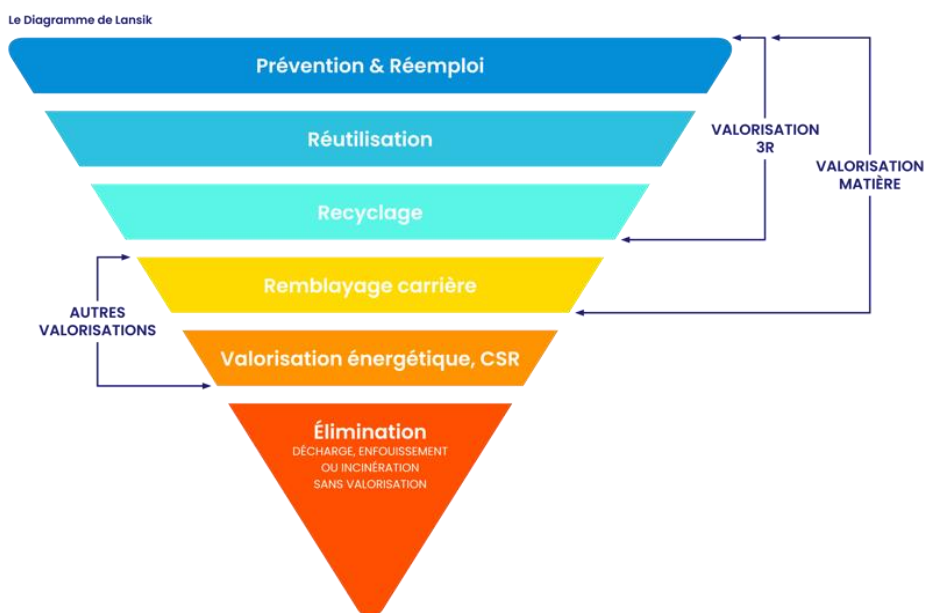 Le Diagramme de Lansik
Prévention & Réemploi
Réutilisation
VALORISATION
3R
VALORISATION
MATIÈRE
Recyclage
Remblayage carrière
AUTRES
VALORISATIONS
Valorisation énergétique, CSR
Élimination
DÉCHARGE, ENFOUISSEMENT
OU INCINÉRATION
SANS VALORISATION